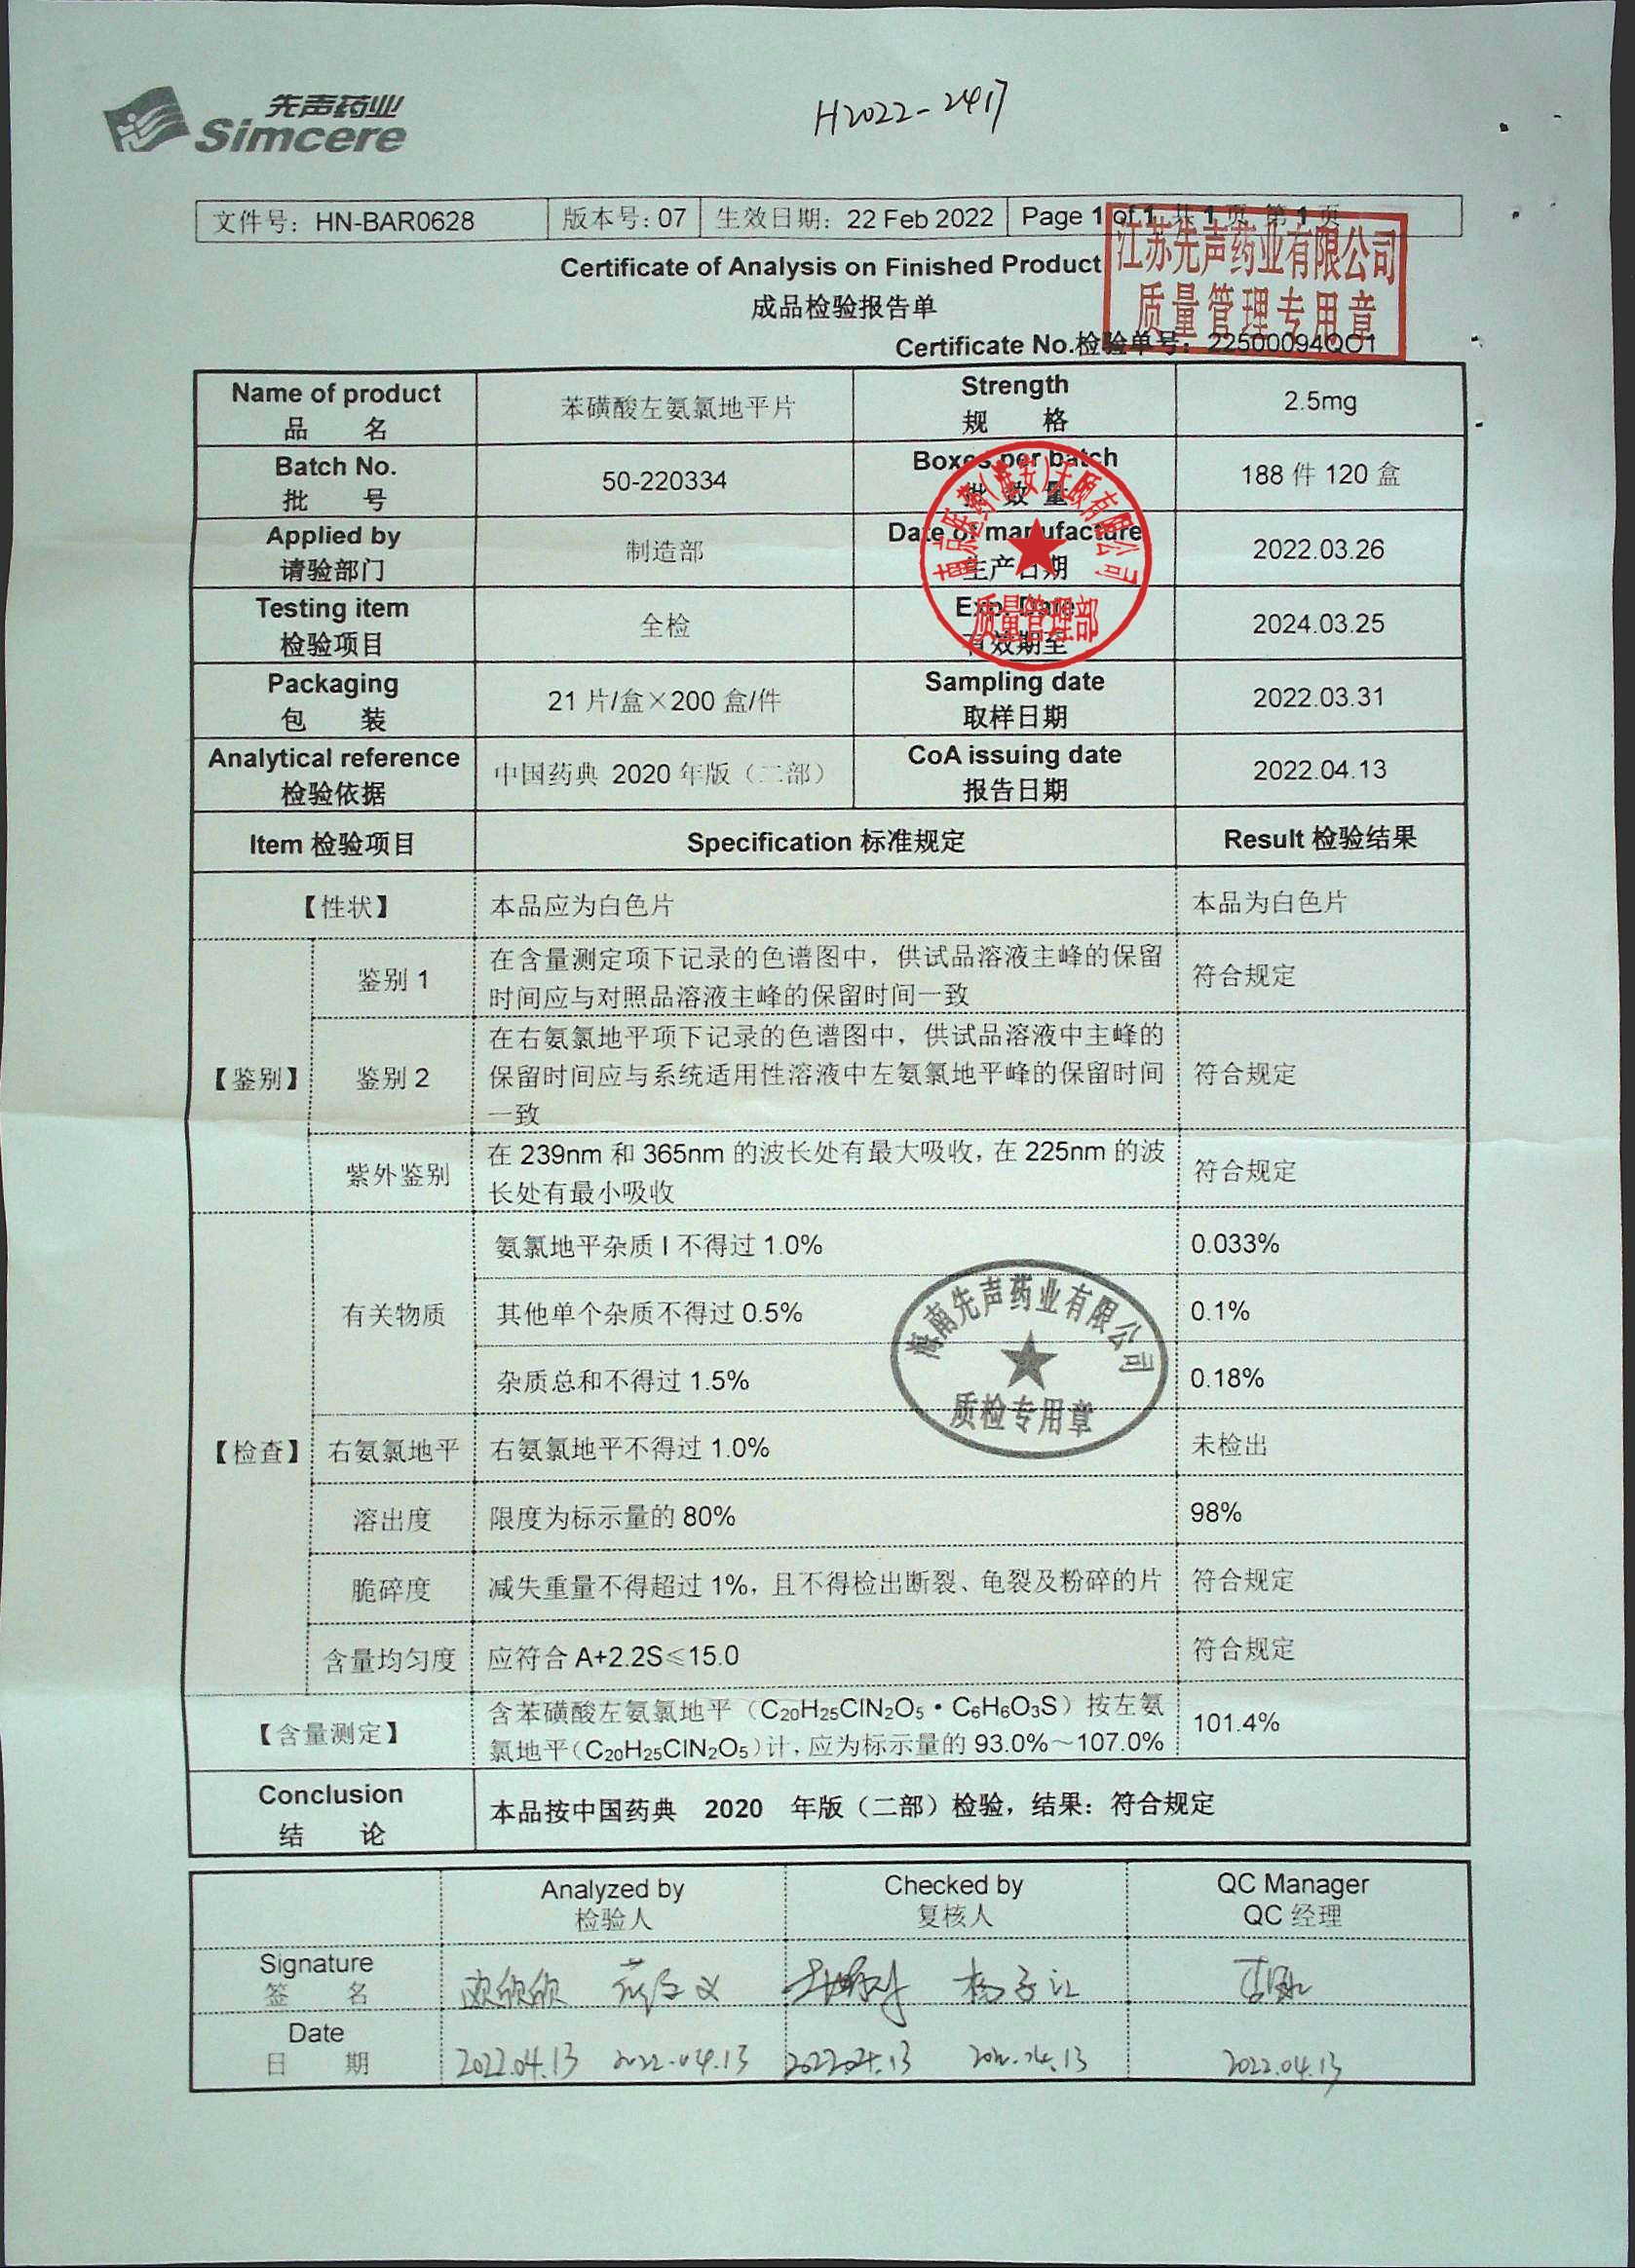 先声药业
Simcere
H2022-2417
文件号: HN-BAR0628 版本号: 07 生效日期: 22 Feb 2022 Page 1 of 1 共 1 页 第 1 页
江苏先声药业有限公司
质量管理专用章
Certificate of Analysis on Finished Product
成品检验报告单
Certificate No.检验单号: 22500094QO1
Name of product 品 名 苯磺酸左氨氯地平片 Strength 规 格 2.5mg
Batch No. 批 号 50-220334 Boxes per batch 批 数 量 188 件 120 盒
Applied by 请验部门 制造部 Date of manufacture 生产日期 2022.03.26
Testing item 检验项目 全检 Exp. Date 有效期至 2024.03.25
质量管理部
Packaging 包 装 21 片/盒×200 盒/件 Sampling date 取样日期 2022.03.31
Analytical reference 检验依据 中国药典 2020 年版（二部） CoA issuing date 报告日期 2022.04.13
Item 检验项目 Specification 标准规定 Result 检验结果
【性状】 本品应为白色片 本品为白色片
【鉴别】
鉴别 1 在含量测定项下记录的色谱图中，供试品溶液主峰的保留
时间应与对照品溶液主峰的保留时间一致 符合规定
鉴别 2 在右氨氯地平项下记录的色谱图中，供试品溶液中主峰的
保留时间应与系统适用性溶液中左氨氯地平峰的保留时间
一致 符合规定
紫外鉴别 在 239nm 和 365nm 的波长处有最大吸收，在 225nm 的波
长处有最小吸收 符合规定
【检查】
有关物质 氨氯地平杂质 I 不得过 1.0% 0.033%
其他单个杂质不得过 0.5% 0.1%
杂质总和不得过 1.5% 0.18%
海南先声药业有限公司
质检专用章
右氨氯地平 右氨氯地平不得过 1.0% 未检出
溶出度 限度为标示量的 80% 98%
脆碎度 减失重量不得超过 1%，且不得检出断裂、龟裂及粉碎的片 符合规定
含量均匀度 应符合 A+2.2S≤15.0 符合规定
【含量测定】 含苯磺酸左氨氯地平（C20H25ClN2O5·C6H6O3S）按左氨
氯地平（C20H25ClN2O5）计，应为标示量的 93.0%～107.0% 101.4%
Conclusion 结 论 本品按中国药典 2020 年版（二部）检验，结果：符合规定
Analyzed by 检验人 Checked by 复核人 QC Manager QC 经理
Signature 签 名
Date 日 期 2022.04.13 2022.04.13 2022.04.13 2022.04.13 2022.04.13